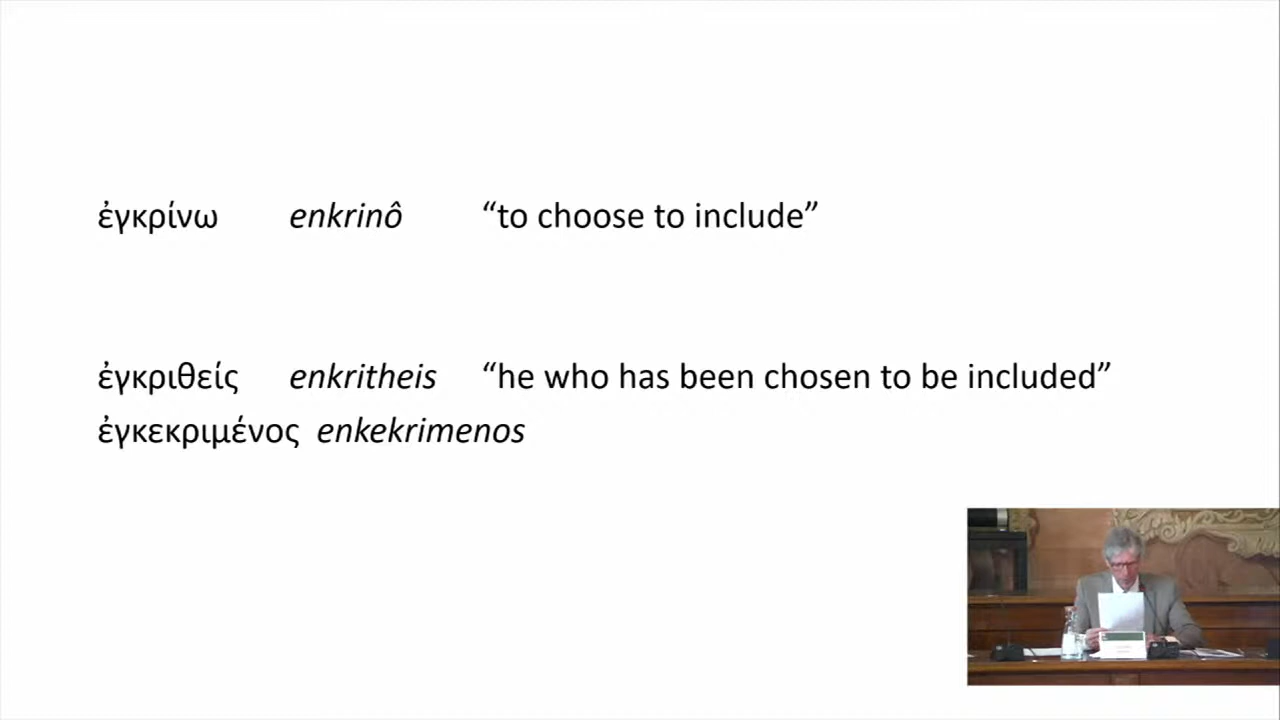 ἐγκρίνω enkrinô “to choose to include”
ἐγκριθείς enkritheis “he who has been chosen to be included”
ἐγκεκριμένος enkekrimenos